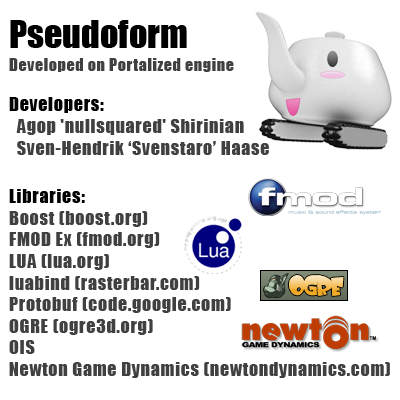 Pseudoform
Developed on Portalized engine
Developers:
Agop 'nullsquared' Shirinian
Sven-Hendrik ‘Svenstaro’ Haase
Libraries:
Boost (boost.org)
FMOD Ex (fmod.org)
LUA (lua.org)
luabind (rasterbar.com)
Protobuf (code.google.com)
OGRE (ogre3d.org)
OIS
Newton Game Dynamics (newtondynamics.com)
fmod
music & sound effects system
Lua
OGRE
newton
GAME DYNAMICS
TM